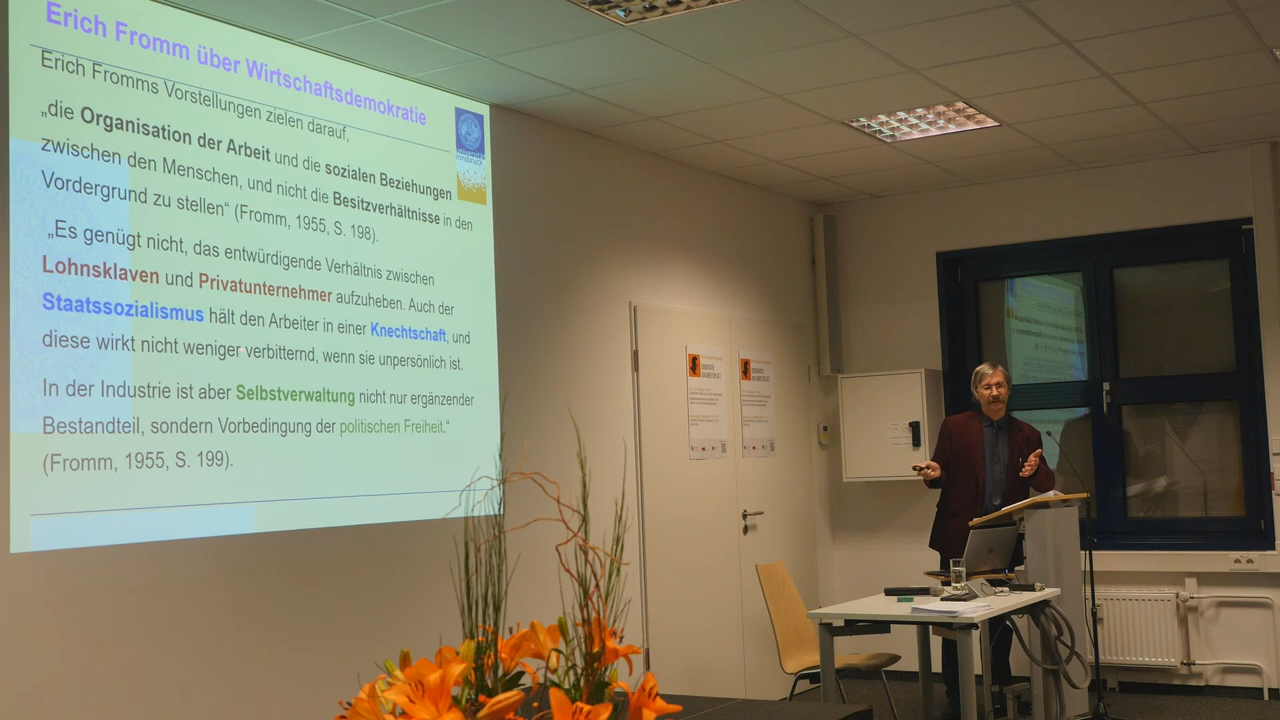 Erich Fromm über Wirtschaftsdemokratie
Erich Fromms Vorstellungen zielen darauf,
„die Organisation der Arbeit und die sozialen Beziehungen
zwischen den Menschen, und nicht die Besitzverhältnisse in den
Vordergrund zu stellen“ (Fromm, 1955, S. 198).
„Es genügt nicht, das entwürdigende Verhältnis zwischen
Lohnsklaven und Privatunternehmer aufzuheben. Auch der
Staatssozialismus hält den Arbeiter in einer Knechtschaft, und
diese wirkt nicht weniger verbitternd, wenn sie unpersönlich ist.
In der Industrie ist aber Selbstverwaltung nicht nur ergänzender
Bestandteil, sondern Vorbedingung der politischen Freiheit.“
(Fromm, 1955, S. 199).
universität
innsbruck